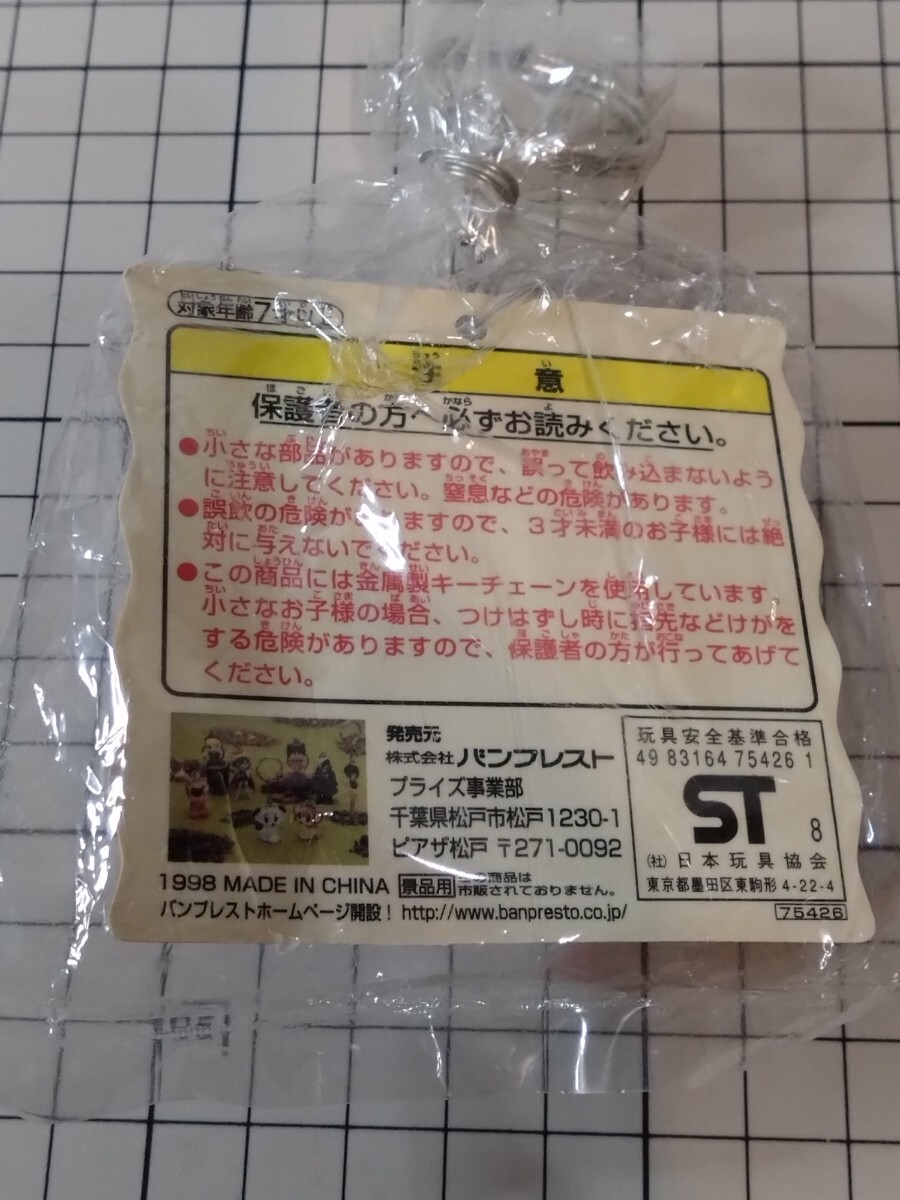 対象年齢7才以上
注意
保護者の方へ必ずお読みください。
●小さな部品がありますので、誤って飲み込まないよう
に注意してください。窒息などの危険があります。
●誤飲の危険がありますので、3才未満のお子様には絶
対に与えないでください。
●この商品には金属製キーチェーンを使用しています。
小さなお子様の場合、つけはずし時に指先などけがを
する危険がありますので、保護者の方が行ってあげて
ください。
発売元
株式会社 バンプレスト
プライズ事業部
千葉県松戸市松戸1230-1
ピアザ松戸 〒271-0092
1998 MADE IN CHINA 景品用 この商品は
市販されておりません。
バンプレストホームページ開設! http://www.banpresto.co.jp/
玩具安全基準合格
49 83164 75426 1
ST 8
(社)日本玩具協会
東京都墨田区東駒形 4-22-4
75426